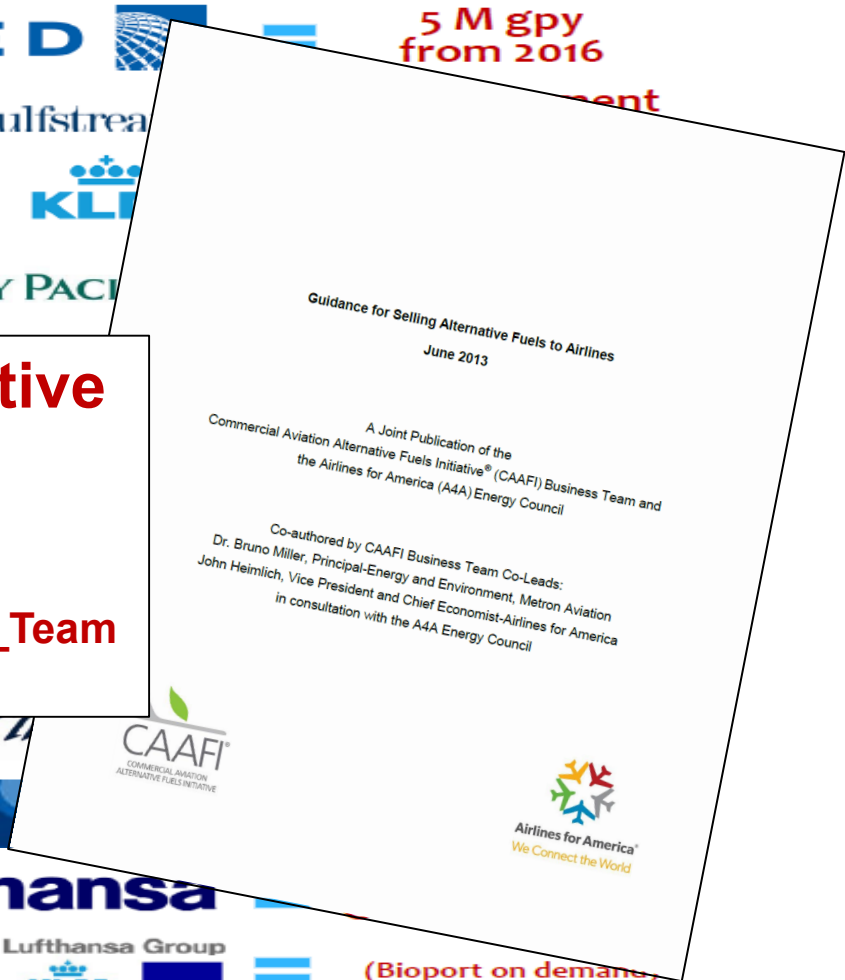 E D
5 M gpy
from 2016
ulfstrea
KL
Y PACI
Guidance for Selling Alternative Fuels to Airlines
June 2013
A Joint Publication of the
Commercial Aviation Alternative Fuels Initiative® (CAAFI) Business Team and
the Airlines for America (A4A) Energy Council
Co-authored by CAAFI Business Team Co-Leads:
Dr. Bruno Miller, Principal-Energy and Environment, Metron Aviation
John Heimlich, Vice President and Chief Economist-Airlines for America
in consultation with the A4A Energy Council
tive
_Team
CAAFI®
COMMERCIAL AVIATION
ALTERNATIVE FUELS INITIATIVE
Airlines for America®
We Connect the World
hansa
Lufthansa Group
(Bioport on demand,